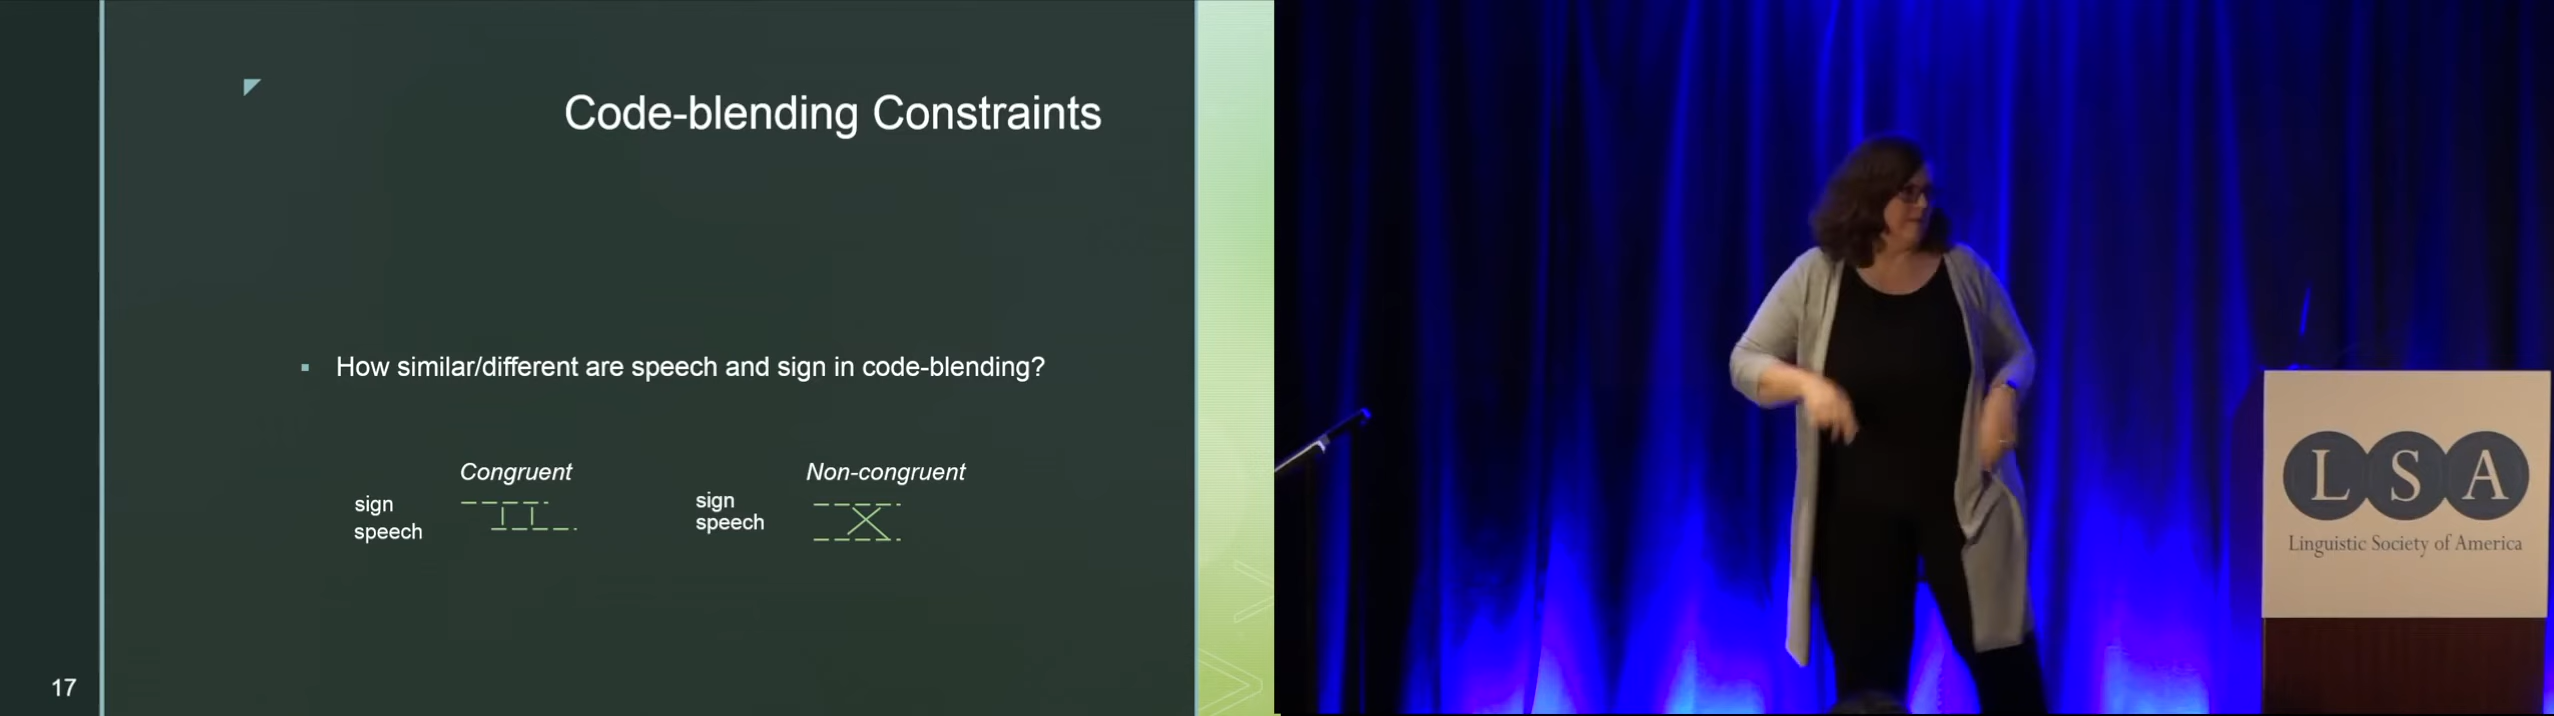 Code-blending Constraints
How similar/different are speech and sign in code-blending?
Congruent
sign
speech
Non-congruent
sign
speech
17
LSA
Linguistic Society of America